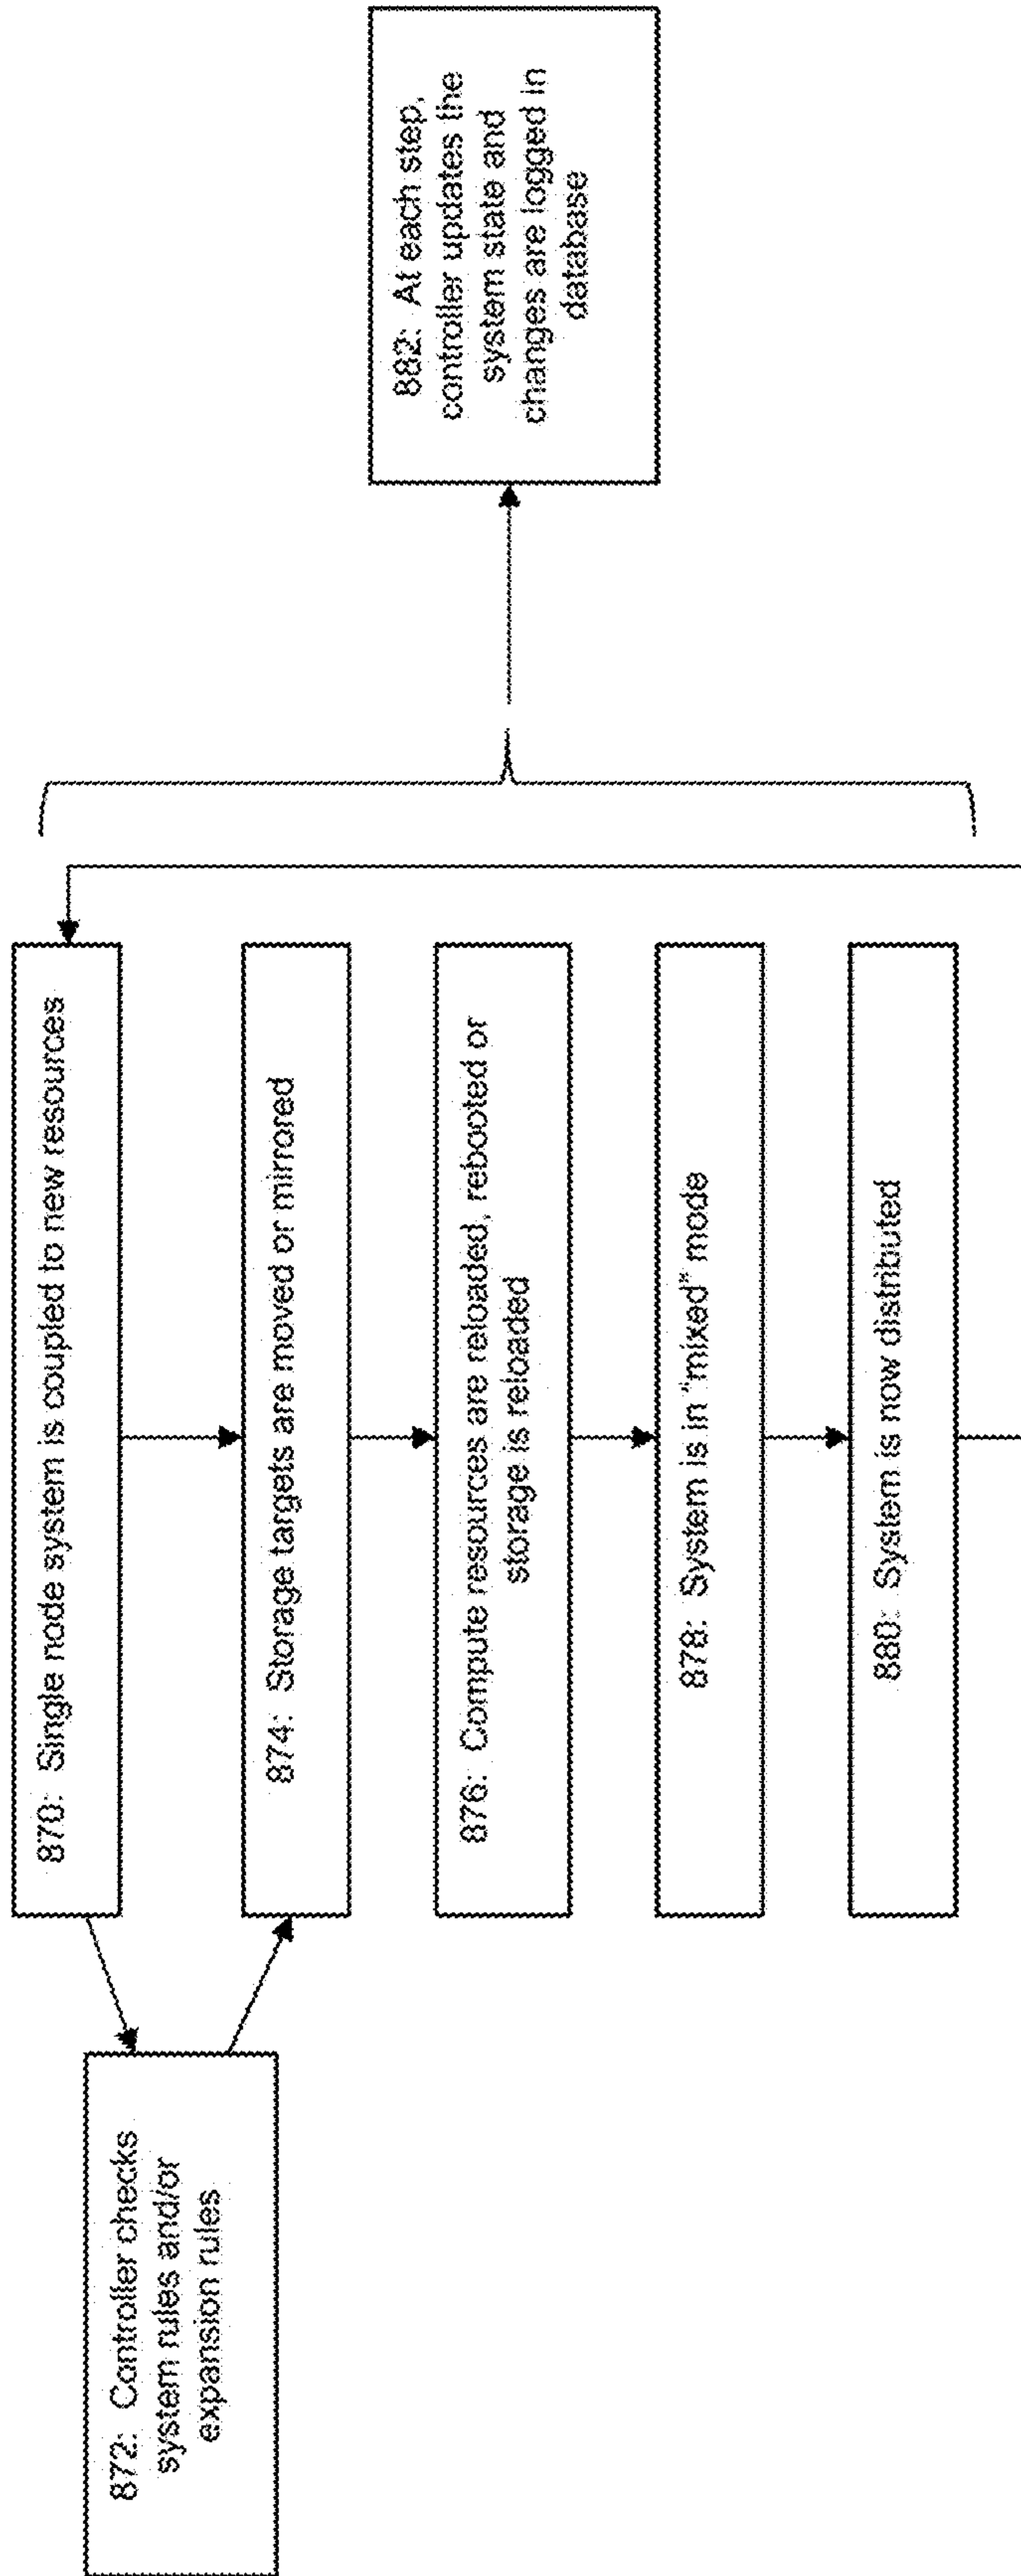 870: Single node system is coupled to new resources
872: Controller checks
system rules and/or
expansion rules
874: Storage targets are moved or mirrored
876: Compute resources are reloaded, rebooted or
storage is reloaded
878: System is in "mixed" mode
880: System is now distributed
882: At each step,
controller updates the
system state and
changes are logged in
database